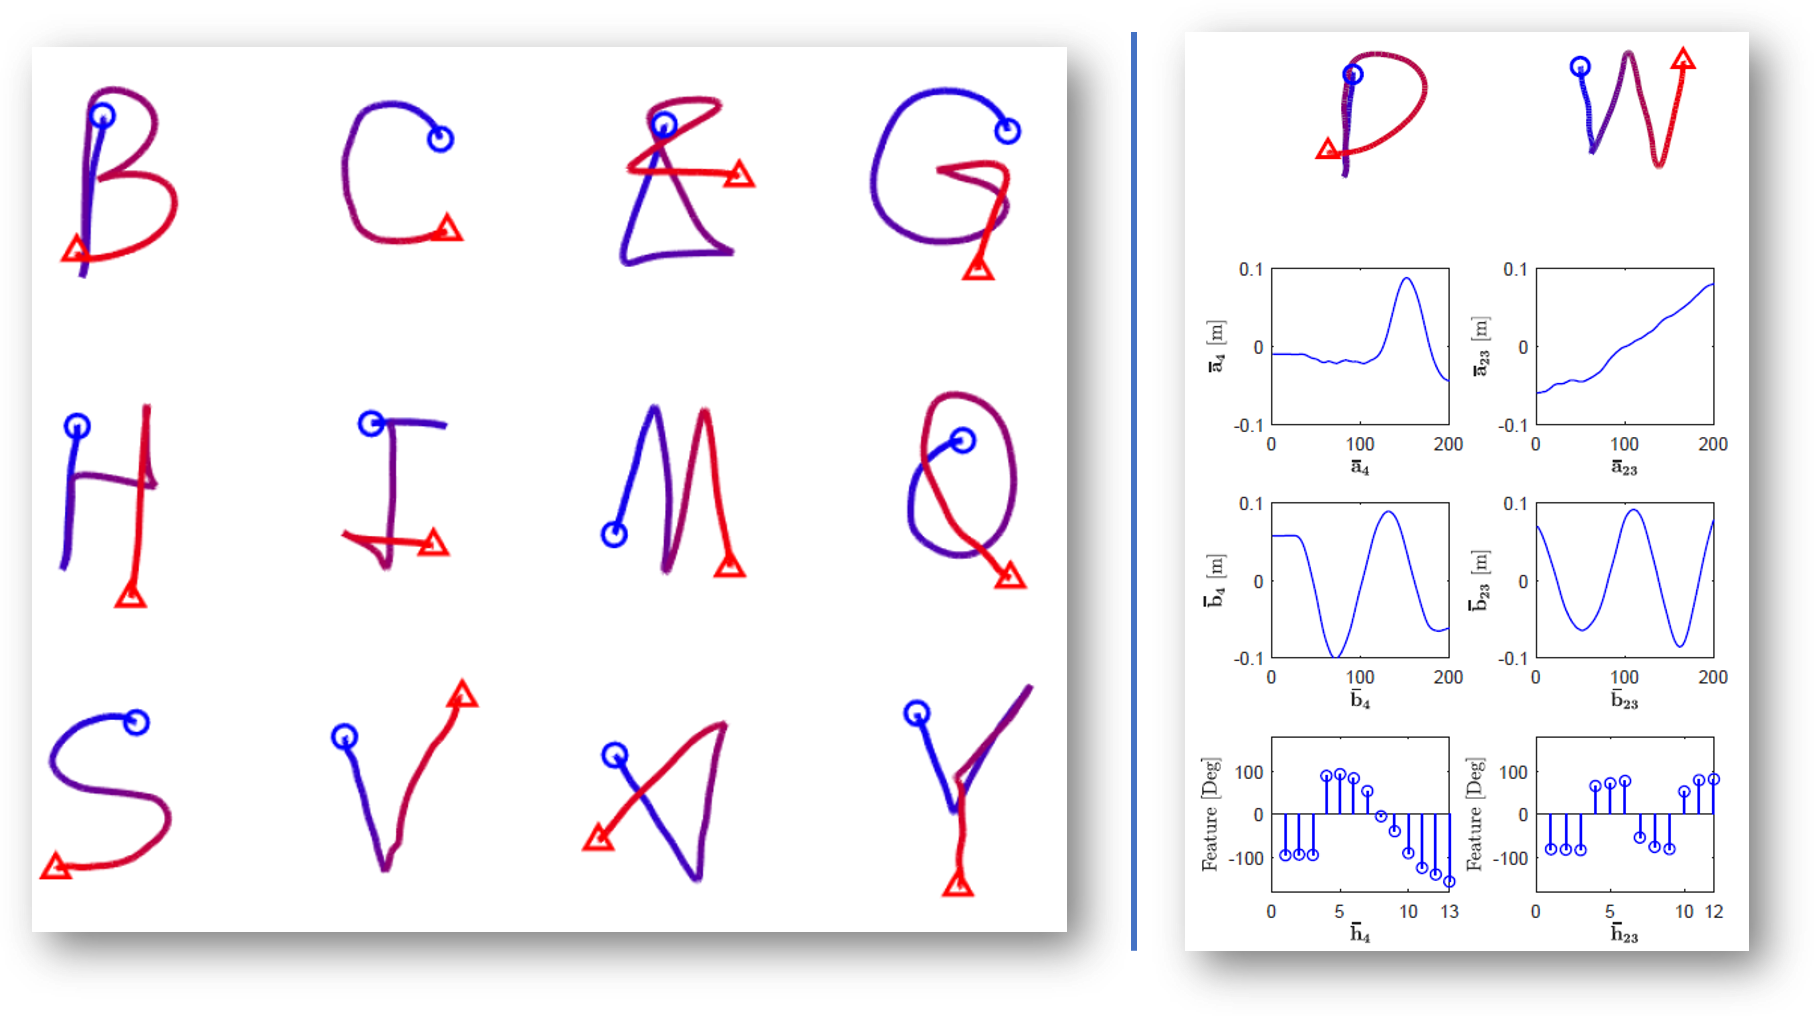 B C E G
H I M Q
S V X Y
P W
0.1
0
-0.1
0 100 200
ā₄ [m]
ā₄
0.1
0
-0.1
0 100 200
ā₂₃ [m]
ā₂₃
0.1
0
-0.1
0 100 200
b̄₄ [m]
b̄₄
0.1
0
-0.1
0 100 200
b̄₂₃ [m]
b̄₂₃
100
0
-100
0 5 10 13
Feature [Deg]
h̄₄
100
0
-100
0 5 10 12
Feature [Deg]
h̄₂₃